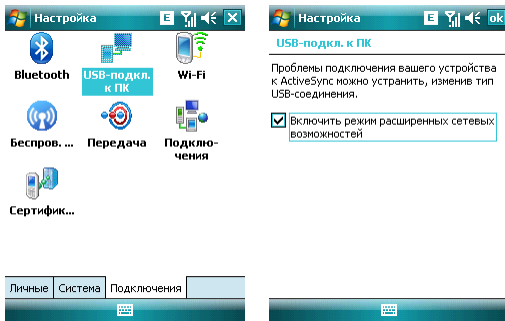 Настройка
E
Bluetooth
USB-подкл.
к ПК
Wi-Fi
Беспров. ...
Передача
Подклю-
чения
Сертифик...
Личные Система Подключения
Настройка
E
ok
USB-подкл. к ПК
Проблемы подключения вашего устройства
к ActiveSync можно устранить, изменив тип
USB-соединения.
Включить режим расширенных сетевых
возможностей